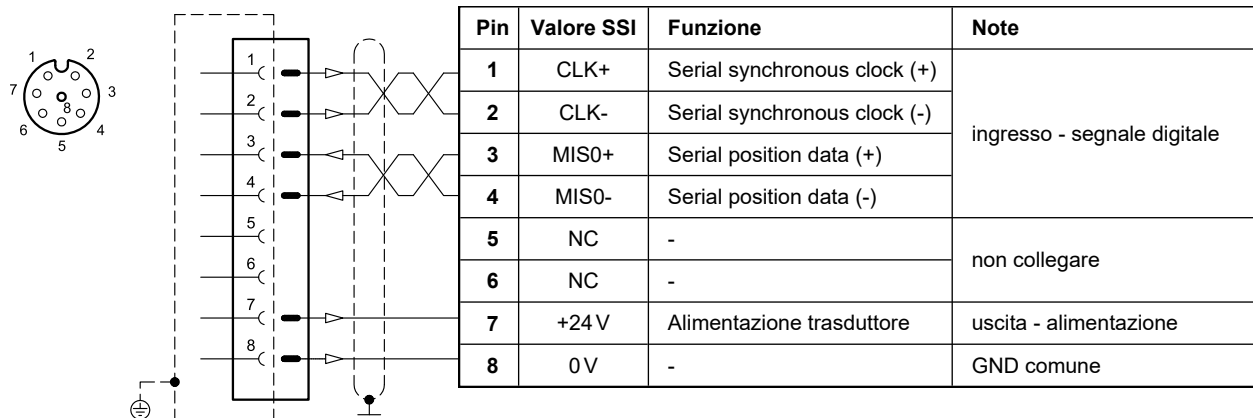 1 2
7 8 3
6 4
5
1
2
3
4
5
6
7
8
Pin Valore SSI Funzione Note
1 CLK+ Serial synchronous clock (+)
2 CLK- Serial synchronous clock (-)
ingresso - segnale digitale
3 MIS0+ Serial position data (+)
4 MIS0- Serial position data (-)
5 NC -
non collegare
6 NC -
7 +24 V Alimentazione trasduttore uscita - alimentazione
8 0 V - GND comune